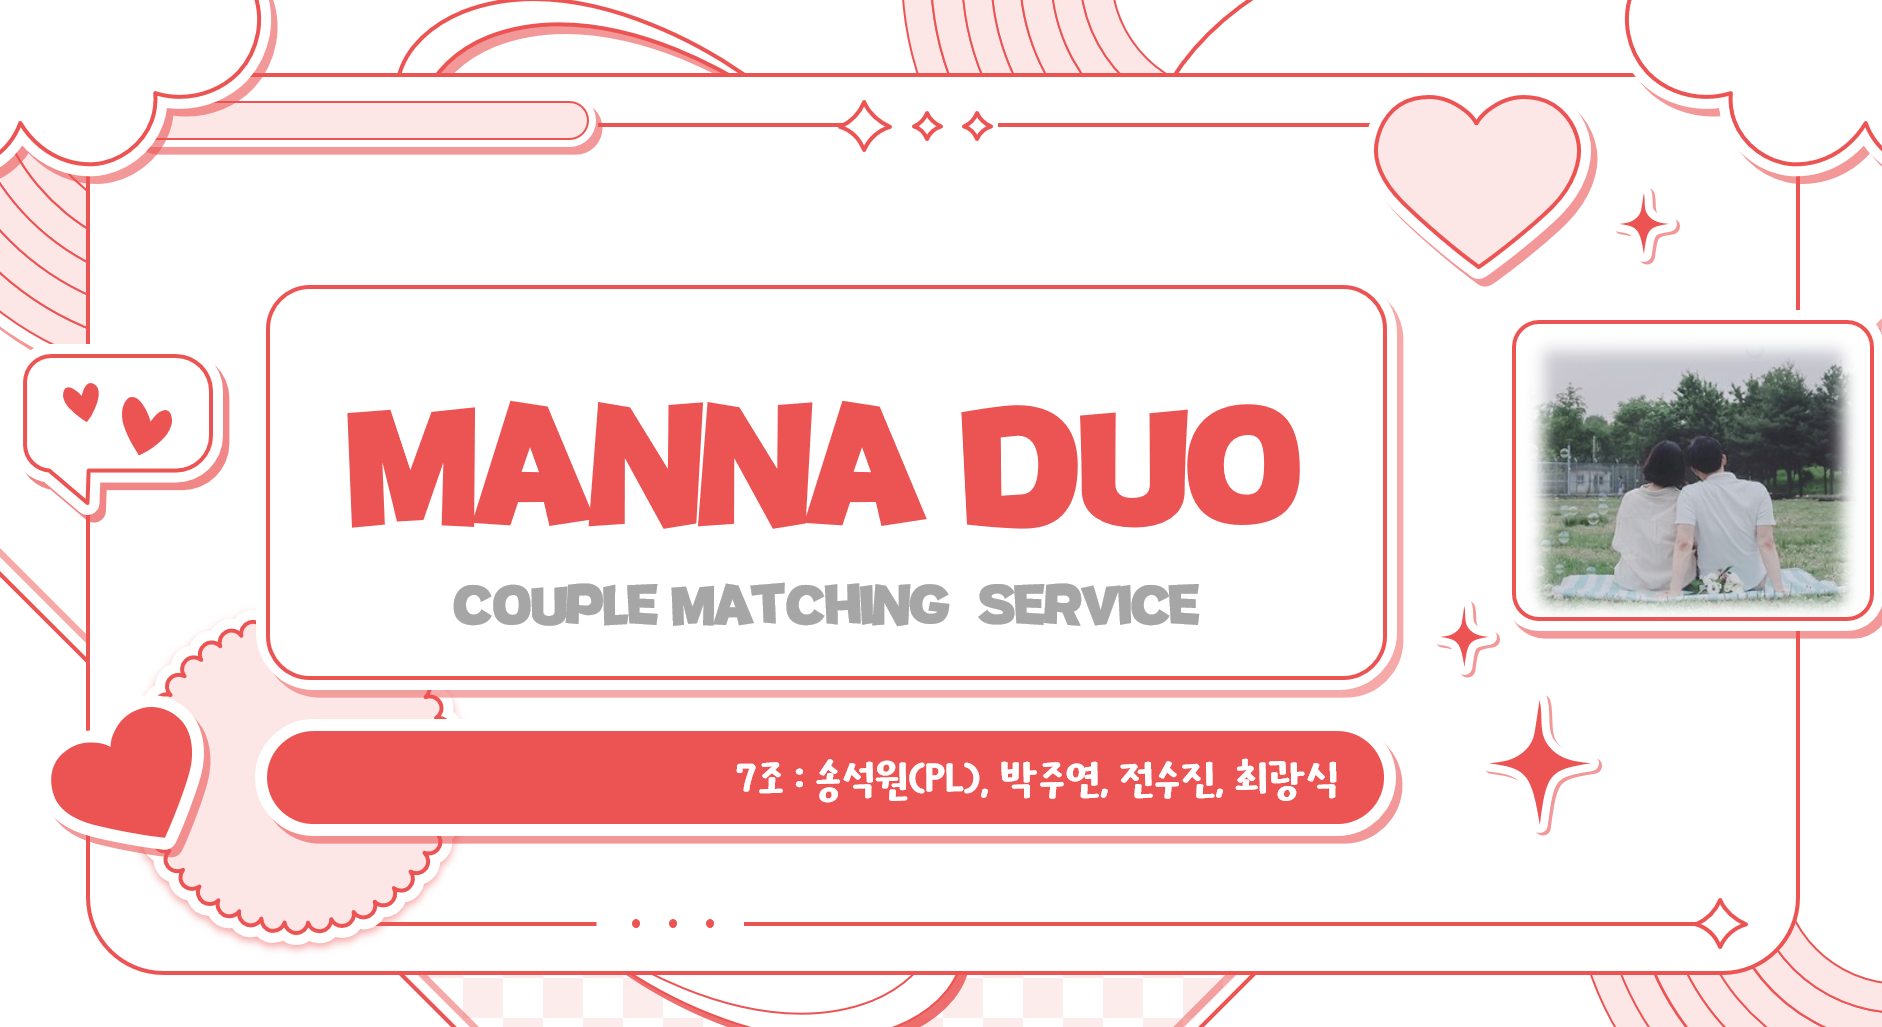 MANNA DUO
COUPLE MATCHING SERVICE
7조 : 송석원(PL), 박주연, 전수진, 최광식